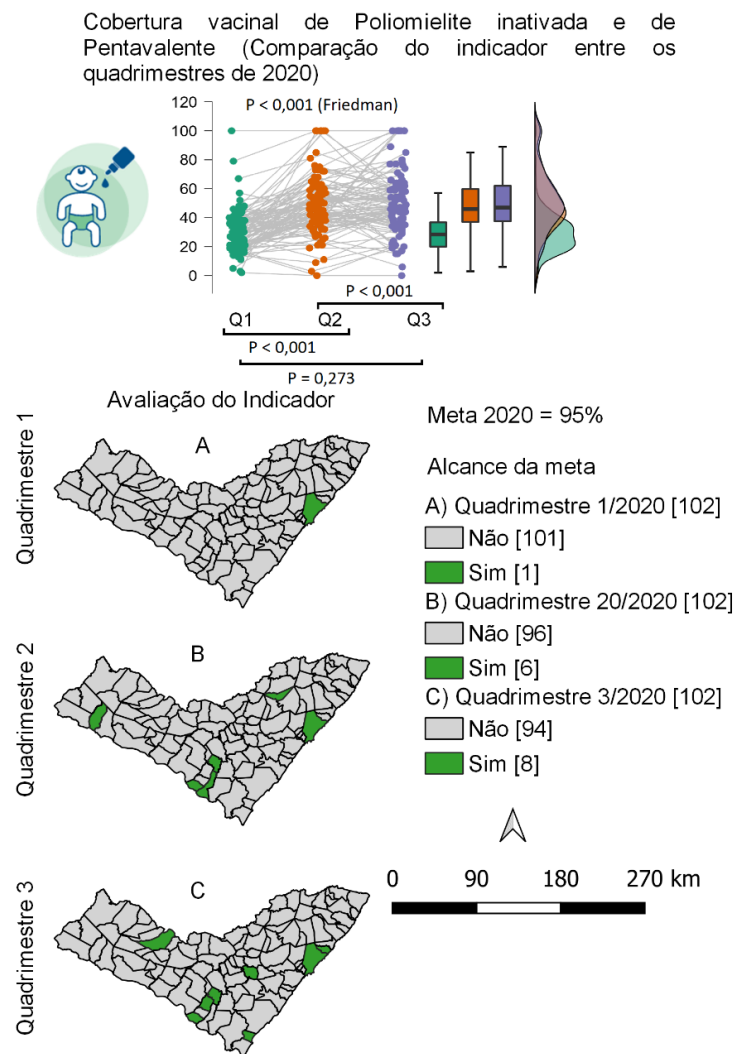 Cobertura vacinal de Poliomielite inativada e de
Pentavalente (Comparação do indicador entre os
quadrimestres de 2020)
P < 0,001 (Friedman)
120
100
80
60
40
20
0
P < 0,001
Q1 Q2 Q3
P < 0,001
P = 0,273
Avaliação do Indicador
Quadrimestre 1
A
Quadrimestre 2
B
Quadrimestre 3
C
Meta 2020 = 95%
Alcance da meta
A) Quadrimestre 1/2020 [102]
Não [101]
Sim [1]
B) Quadrimestre 20/2020 [102]
Não [96]
Sim [6]
C) Quadrimestre 3/2020 [102]
Não [94]
Sim [8]
0 90 180 270 km